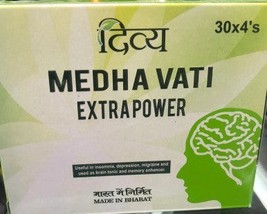 दिव्य
30x4's
MEDHA VATI
EXTRAPOWER
Useful in insomnia, depression, migraine and
used as brain-tonic and memory enhancer.
भारत में निर्मित
MADE IN BHARAT